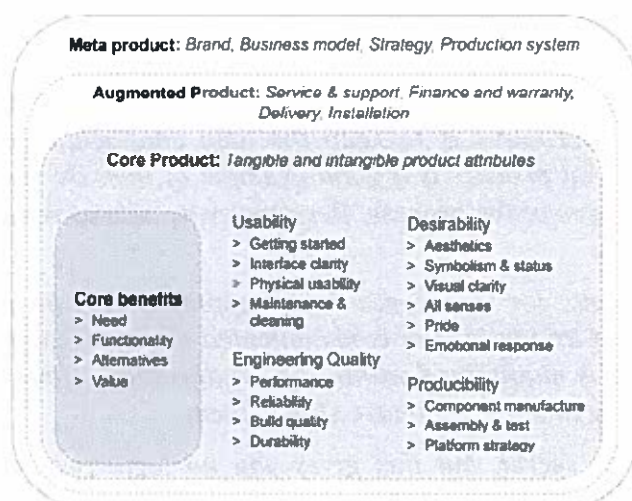 Meta product: Brand, Business model, Strategy, Production system
Augmented Product: Service & support, Finance and warranty,
Delivery, Installation
Core Product: Tangible and intangible product attributes
Core benefits
> Need
> Functionality
> Alternatives
> Value
Usability
> Getting started
> Interface clarity
> Physical usability
> Maintenance &
cleaning
Engineering Quality
> Performance
> Reliability
> Build quality
> Durability
Desirability
> Aesthetics
> Symbolism & status
> Visual clarity
> All senses
> Pride
> Emotional response
Producibility
> Component manufacture
> Assembly & test
> Platform strategy